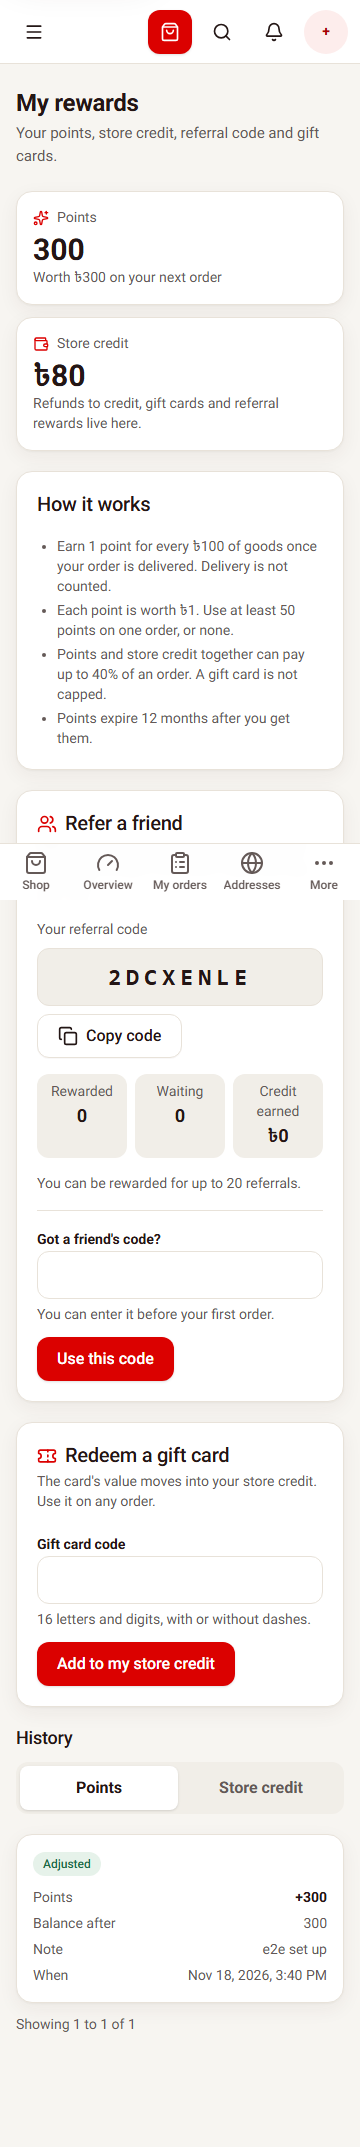 +
My rewards
Your points, store credit, referral code and gift
cards.
Points
300
Worth ৳300 on your next order
Store credit
৳80
Refunds to credit, gift cards and referral
rewards live here.
How it works
• Earn 1 point for every ৳100 of goods once
your order is delivered. Delivery is not
counted.
• Each point is worth ৳1. Use at least 50
points on one order, or none.
• Points and store credit together can pay
up to 40% of an order. A gift card is not
capped.
• Points expire 12 months after you get
them.
Refer a friend
Shop
Overview
My orders
Addresses
More
Your referral code
2DCXENLE
Copy code
Rewarded
0
Waiting
0
Credit
earned
৳0
You can be rewarded for up to 20 referrals.
Got a friend's code?
You can enter it before your first order.
Use this code
Redeem a gift card
The card's value moves into your store credit.
Use it on any order.
Gift card code
16 letters and digits, with or without dashes.
Add to my store credit
History
Points
Store credit
Adjusted
Points +300
Balance after 300
Note e2e set up
When Nov 18, 2026, 3:40 PM
Showing 1 to 1 of 1